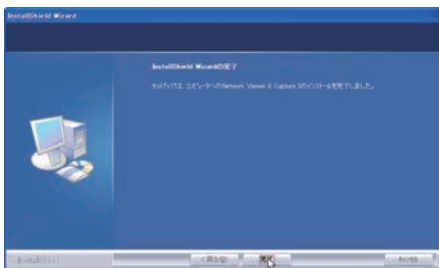 InstallShield Wizard
InstallShield Wizardの完了
セットアップは、コンピュータへのNetwork Viewer & Capture 3のインストールを完了しました。
InstallShield
< 戻る(B)
完了
キャンセル